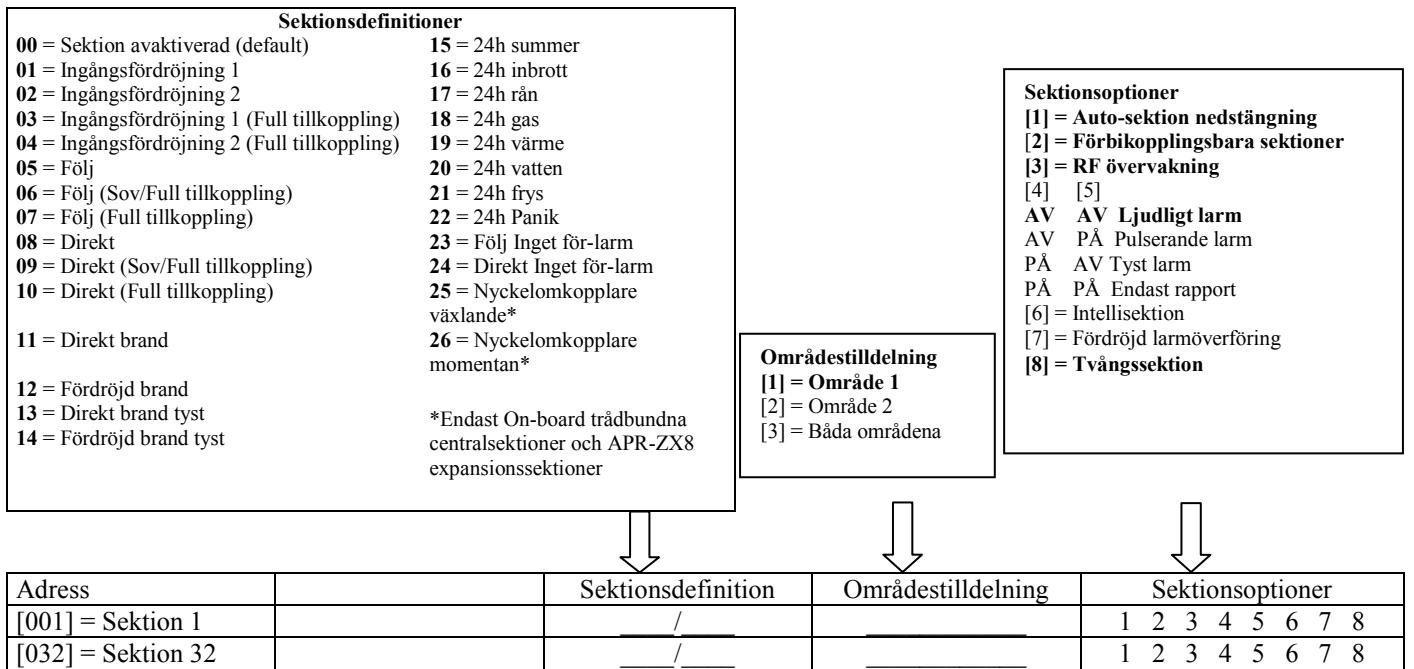 Sektionsdefinitioner
00 = Sektion avaktiverad (default)
01 = Ingångsfördröjning 1
02 = Ingångsfördröjning 2
03 = Ingångsfördröjning 1 (Full tillkoppling)
04 = Ingångsfördröjning 2 (Full tillkoppling)
05 = Följ
06 = Följ (Sov/Full tillkoppling)
07 = Följ (Full tillkoppling)
08 = Direkt
09 = Direkt (Sov/Full tillkoppling)
10 = Direkt (Full tillkoppling)
11 = Direkt brand
12 = Fördröjd brand
13 = Direkt brand tyst
14 = Fördröjd brand tyst
15 = 24h summer
16 = 24h inbrott
17 = 24h rån
18 = 24h gas
19 = 24h värme
20 = 24h vatten
21 = 24h frys
22 = 24h Panik
23 = Följ Inget för-larm
24 = Direkt Inget för-larm
25 = Nyckelomkopplare
växlande*
26 = Nyckelomkopplare
momentan*
*Endast On-board trådbundna
centralsektioner och APR-ZX8
expansionssektioner
Områdestilldelning
[1] = Område 1
[2] = Område 2
[3] = Båda områdena
Sektionsoptioner
[1] = Auto-sektion nedstängning
[2] = Förbikopplingsbara sektioner
[3] = RF övervakning
[4] [5]
AV AV Ljudligt larm
AV PÅ Pulserande larm
PÅ AV Tyst larm
PÅ PÅ Endast rapport
[6] = Intellisektion
[7] = Fördröjd larmöverföring
[8] = Tvångssektion
Adress Sektionsdefinition Områdestilldelning Sektionsoptioner
[001] = Sektion 1 ____/____ ____________ 1 2 3 4 5 6 7 8
[032] = Sektion 32 ____/____ ____________ 1 2 3 4 5 6 7 8